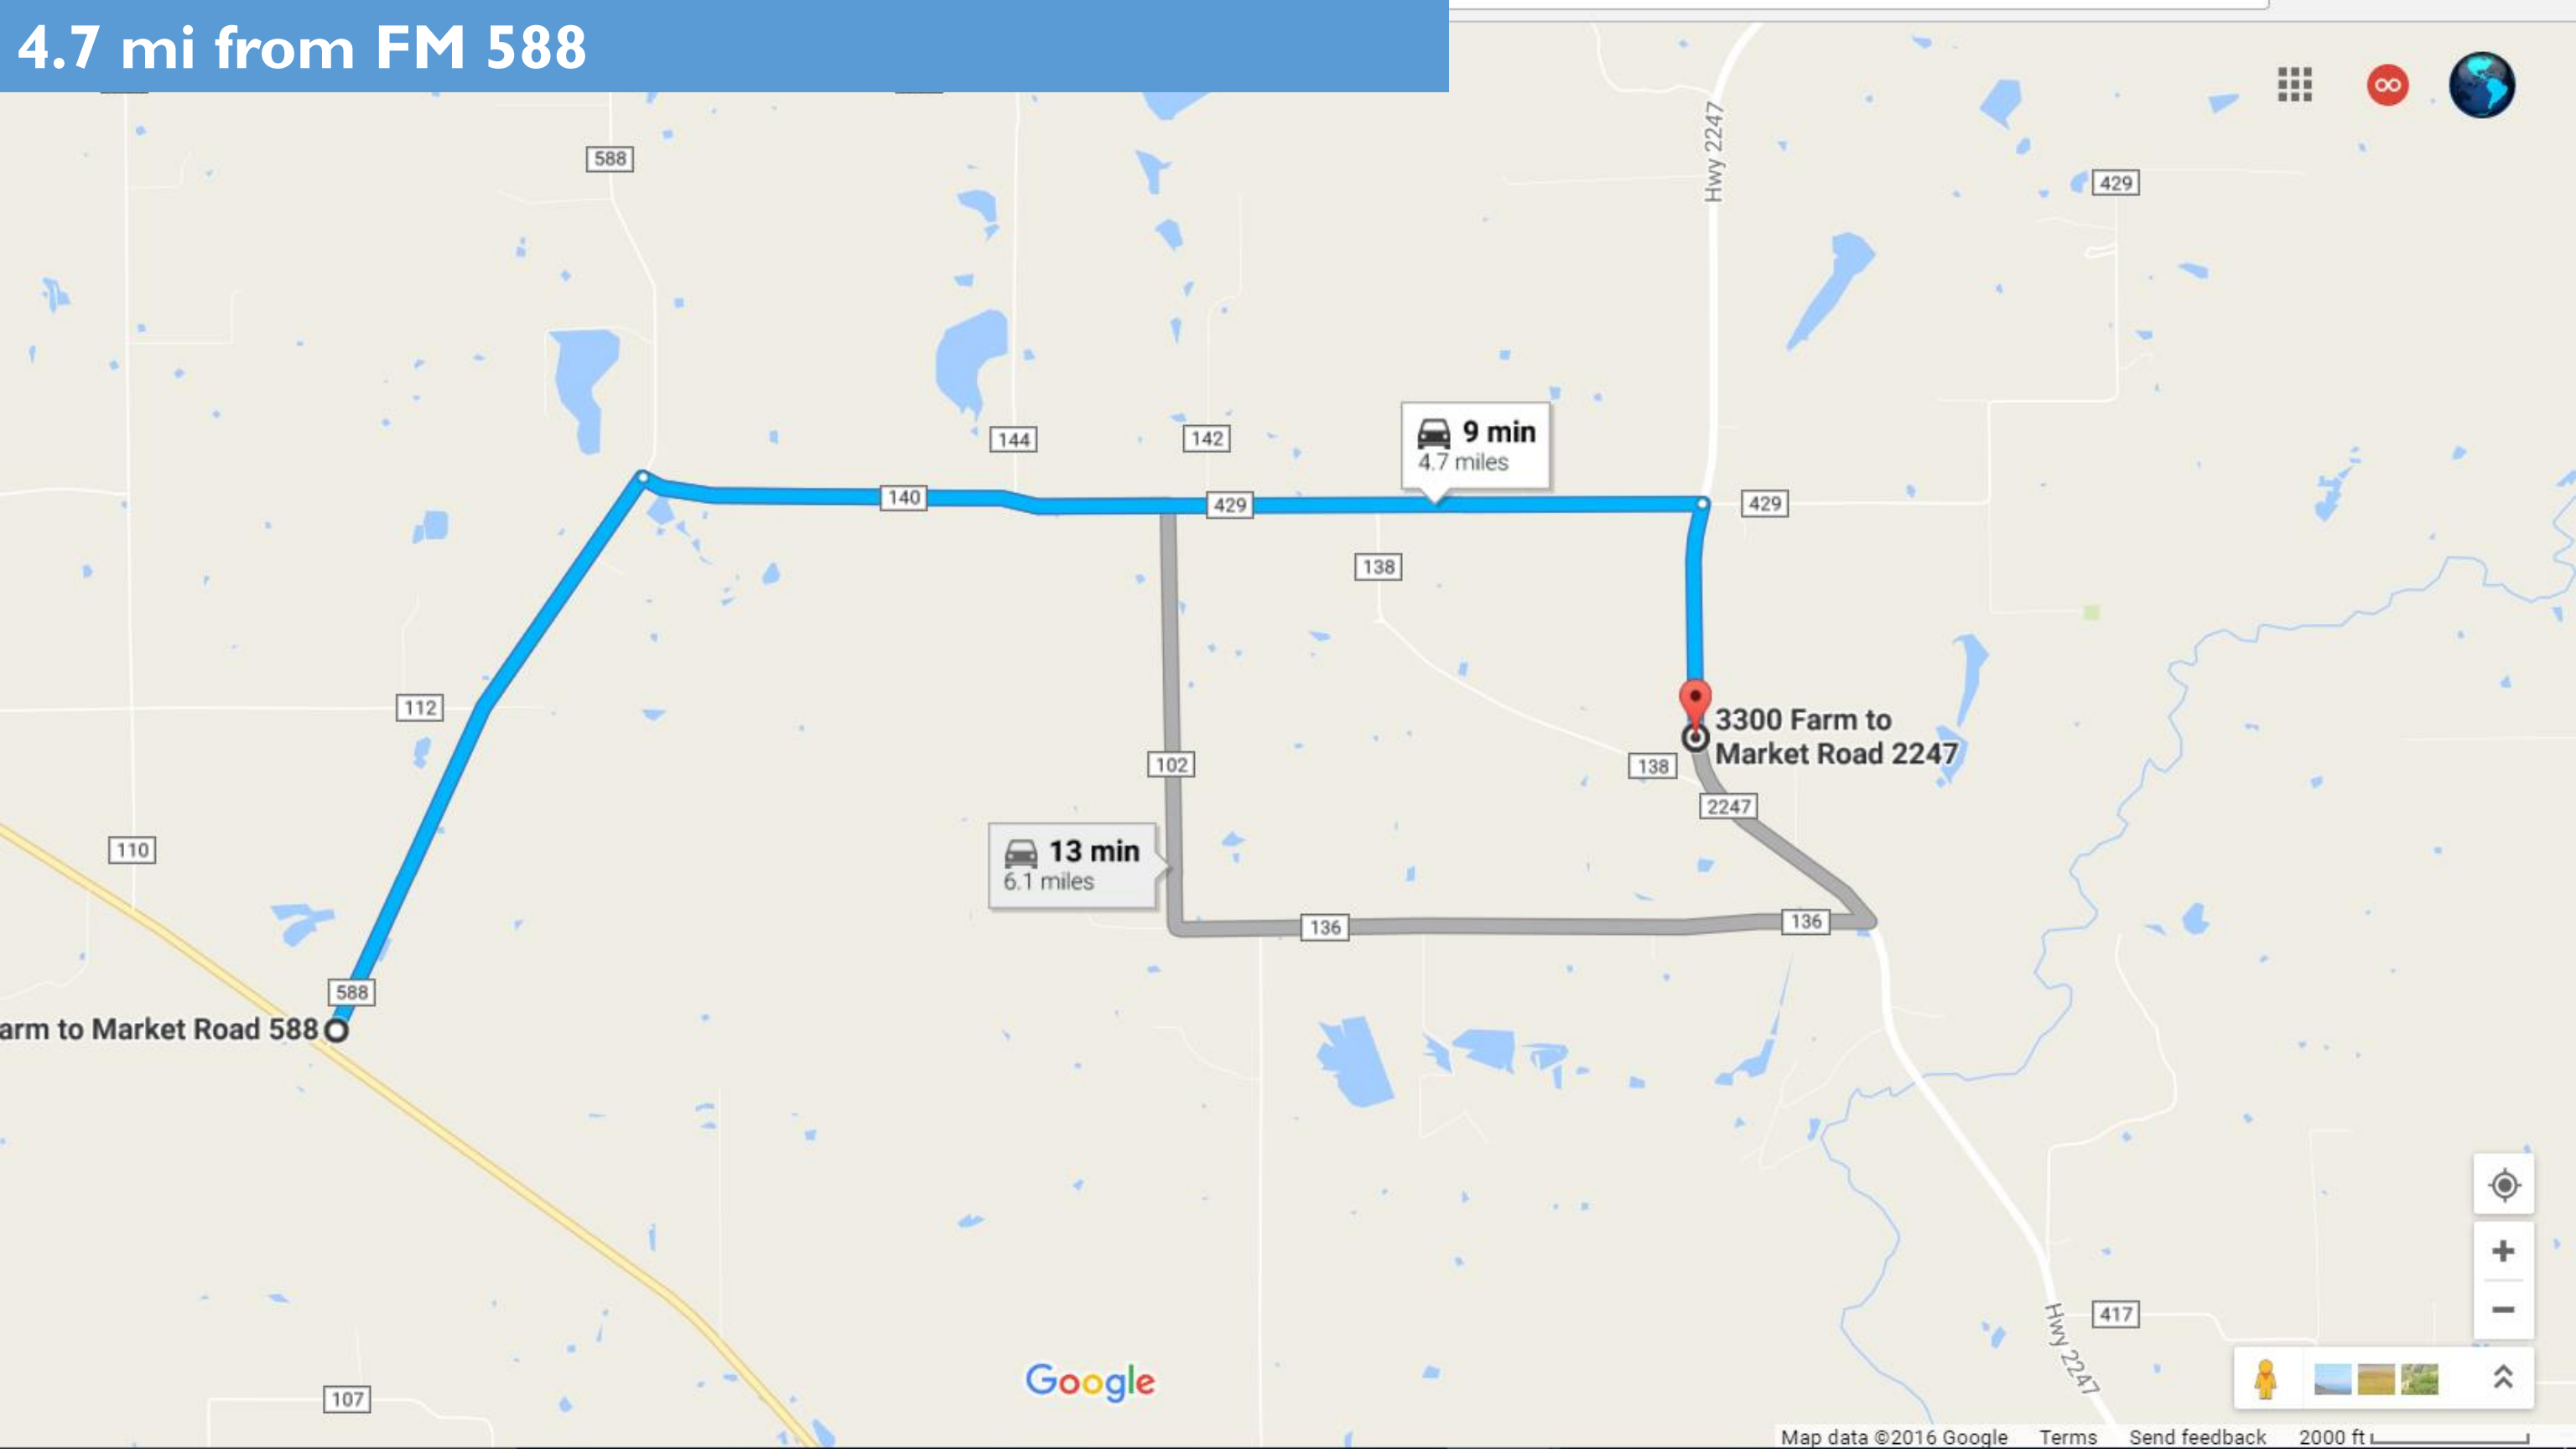 4.7 mi from FM 588
588
Hwy 2247
429
144
142
9 min
4.7 miles
140
429
429
138
112
3300 Farm to
Market Road 2247
102
138
2247
110
13 min
6.1 miles
136
136
588
arm to Market Road 588
Hwy 2247
417
107
Google
Map data ©2016 Google Terms Send feedback 2000 ft